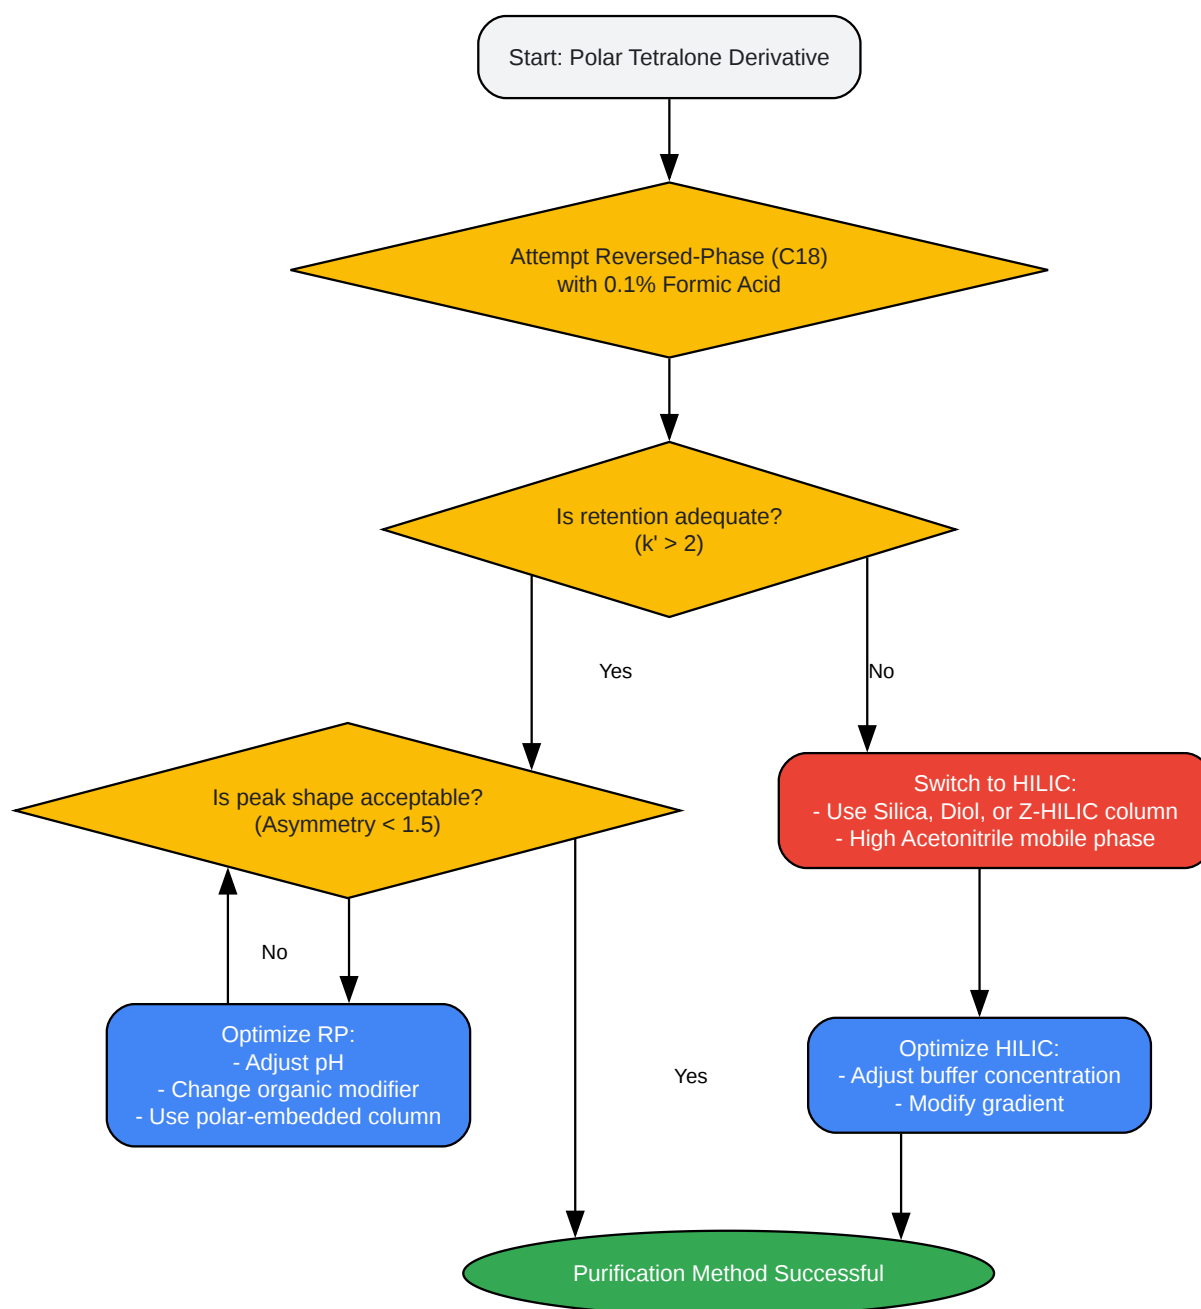 Start: Polar Tetralone Derivative
Attempt Reversed-Phase (C18)
with 0.1% Formic Acid
Is retention adequate?
(k' > 2)
Yes
No
Is peak shape acceptable?
(Asymmetry < 1.5)
Switch to HILIC:
- Use Silica, Diol, or Z-HILIC column
- High Acetonitrile mobile phase
No
Optimize RP:
- Adjust pH
- Change organic modifier
- Use polar-embedded column
Yes
Optimize HILIC:
- Adjust buffer concentration
- Modify gradient
Purification Method Successful